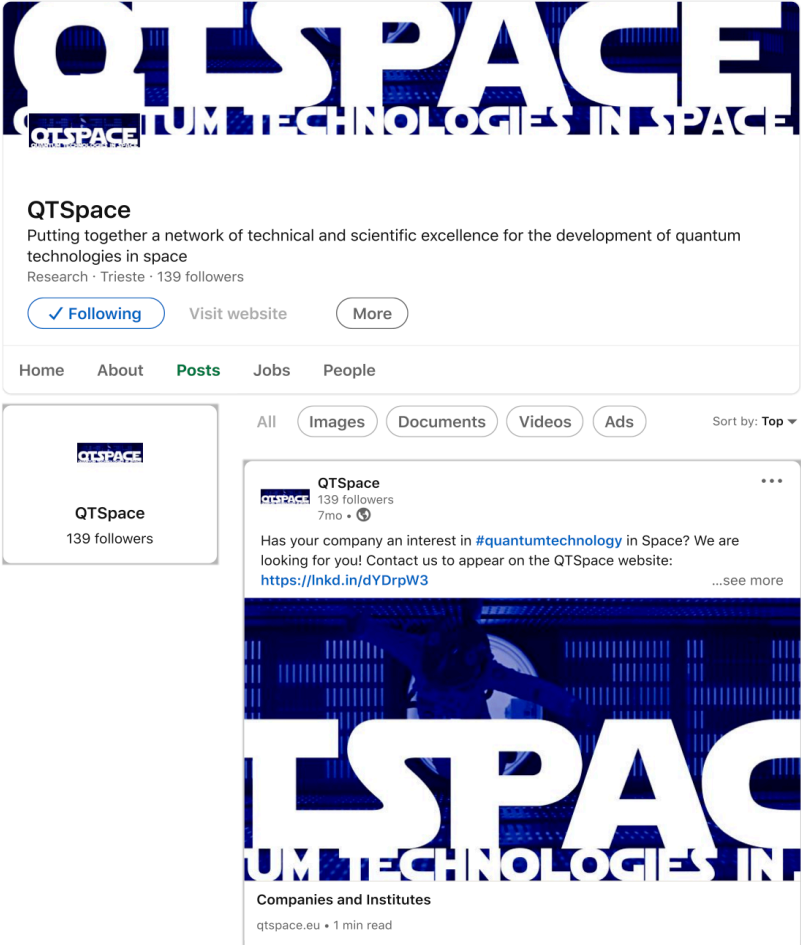 QTSPACE
TUM TECHNOLOGIES IN SPACE
QTSPACE
QUANTUM TECHNOLOGIES IN SPACE
QTSpace
Putting together a network of technical and scientific excellence for the development of quantum
technologies in space
Research · Trieste · 139 followers
✓ Following
Visit website
More
Home About Posts Jobs People
All Images Documents Videos Ads Sort by: Top
QTSPACE
QTSpace
139 followers
QTSPACE
QTSpace
139 followers
7mo •
Has your company an interest in #quantumtechnology in Space? We are
looking for you! Contact us to appear on the QTSpace website:
https://lnkd.in/dYDrpW3 ...see more
TSPAC
UM TECHNOLOGIES IN
Companies and Institutes
qtspace.eu • 1 min read